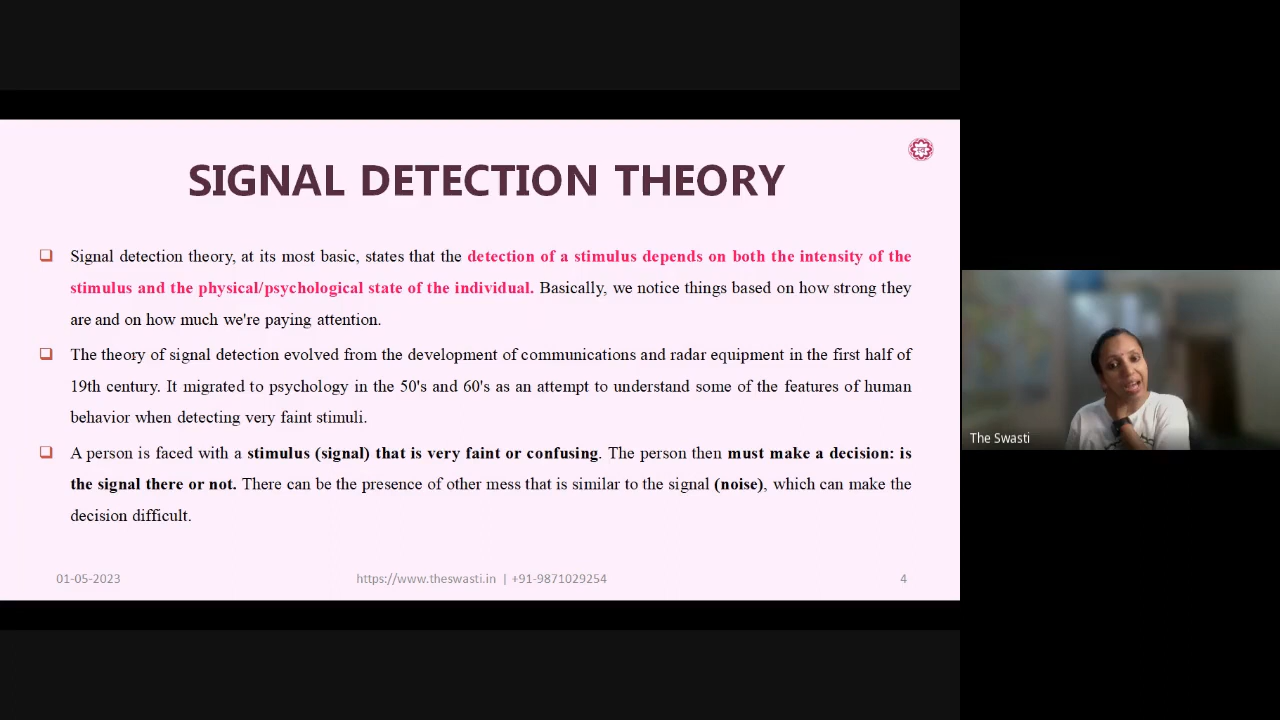 SIGNAL DETECTION THEORY
Signal detection theory, at its most basic, states that the detection of a stimulus depends on both the intensity of the
stimulus and the physical/psychological state of the individual. Basically, we notice things based on how strong they
are and on how much we're paying attention.
The theory of signal detection evolved from the development of communications and radar equipment in the first half of
19th century. It migrated to psychology in the 50's and 60's as an attempt to understand some of the features of human
behavior when detecting very faint stimuli.
A person is faced with a stimulus (signal) that is very faint or confusing. The person then must make a decision: is
the signal there or not. There can be the presence of other mess that is similar to the signal (noise), which can make the
decision difficult.
01-05-2023
https://www.theswasti.in | +91-9871029254
4
The Swasti